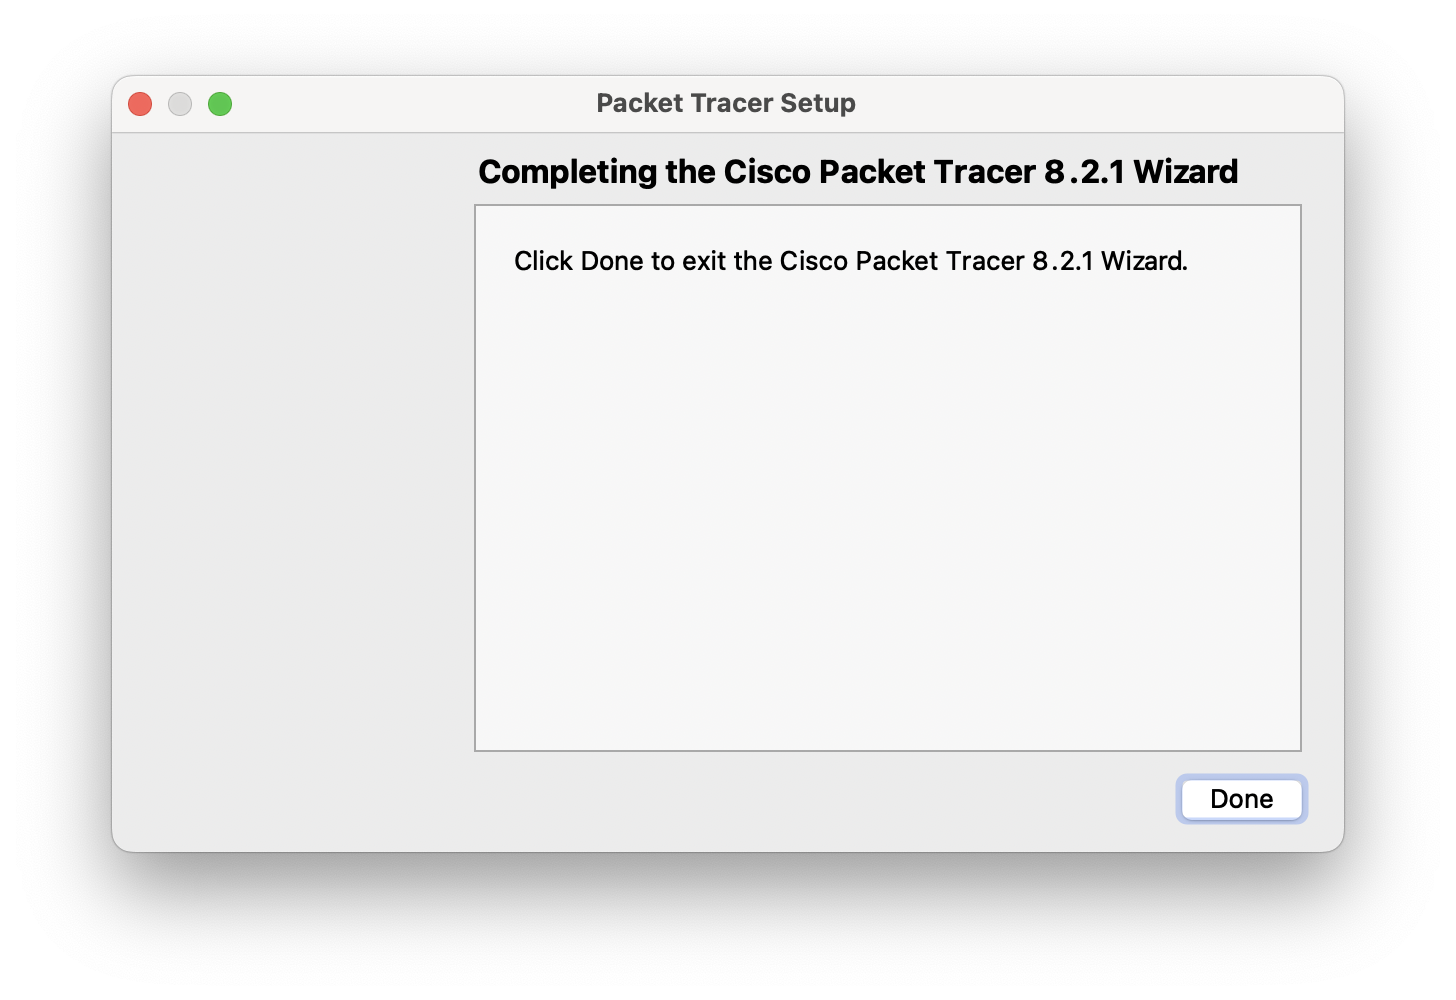 Packet Tracer Setup
Completing the Cisco Packet Tracer 8.2.1 Wizard
Click Done to exit the Cisco Packet Tracer 8.2.1 Wizard.
Done